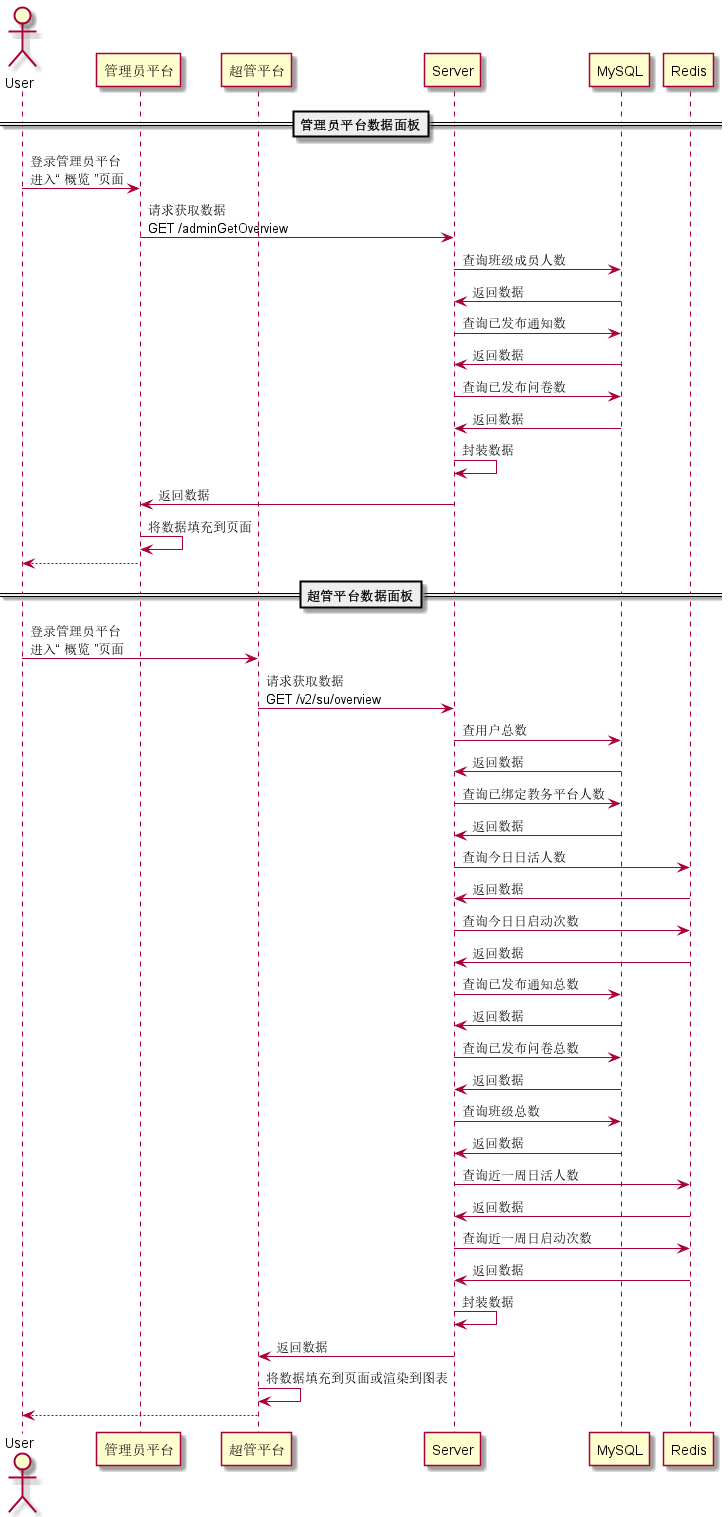 User
管理员平台
超管平台
Server
MySQL
Redis
管理员平台数据面板
登录管理员平台
进入“ 概览 ”页面
请求获取数据
GET /adminGetOverview
查询班级成员人数
返回数据
查询已发布通知数
返回数据
查询已发布问卷数
返回数据
封装数据
返回数据
将数据填充到页面
超管平台数据面板
登录管理员平台
进入“ 概览 ”页面
请求获取数据
GET /v2/su/overview
查用户总数
返回数据
查询已绑定教务平台人数
返回数据
查询今日日活人数
返回数据
查询今日日启动次数
返回数据
查询已发布通知总数
返回数据
查询已发布问卷总数
返回数据
查询班级总数
返回数据
查询近一周日活人数
返回数据
查询近一周日启动次数
返回数据
封装数据
返回数据
将数据填充到页面或渲染到图表
User
管理员平台
超管平台
Server
MySQL
Redis